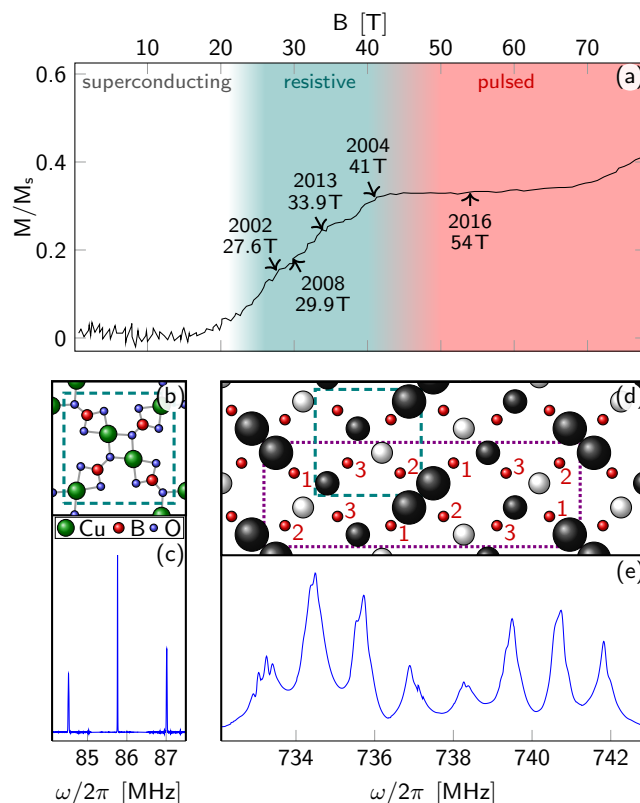 B [T]
10 20 30 40 50 60 70
0.6
0.4
0.2
0
M/Mₛ
superconducting resistive pulsed (a)
2004
41 T
2013
33.9 T
2002
27.6 T
2008
29.9 T
2016
54 T
(b)
Cu B O
(c)
85 86 87
ω/2π [MHz]
(d)
3 2 1 3 2
1
3 1 3 1
2 2
(e)
734 736 738 740 742
ω/2π [MHz]